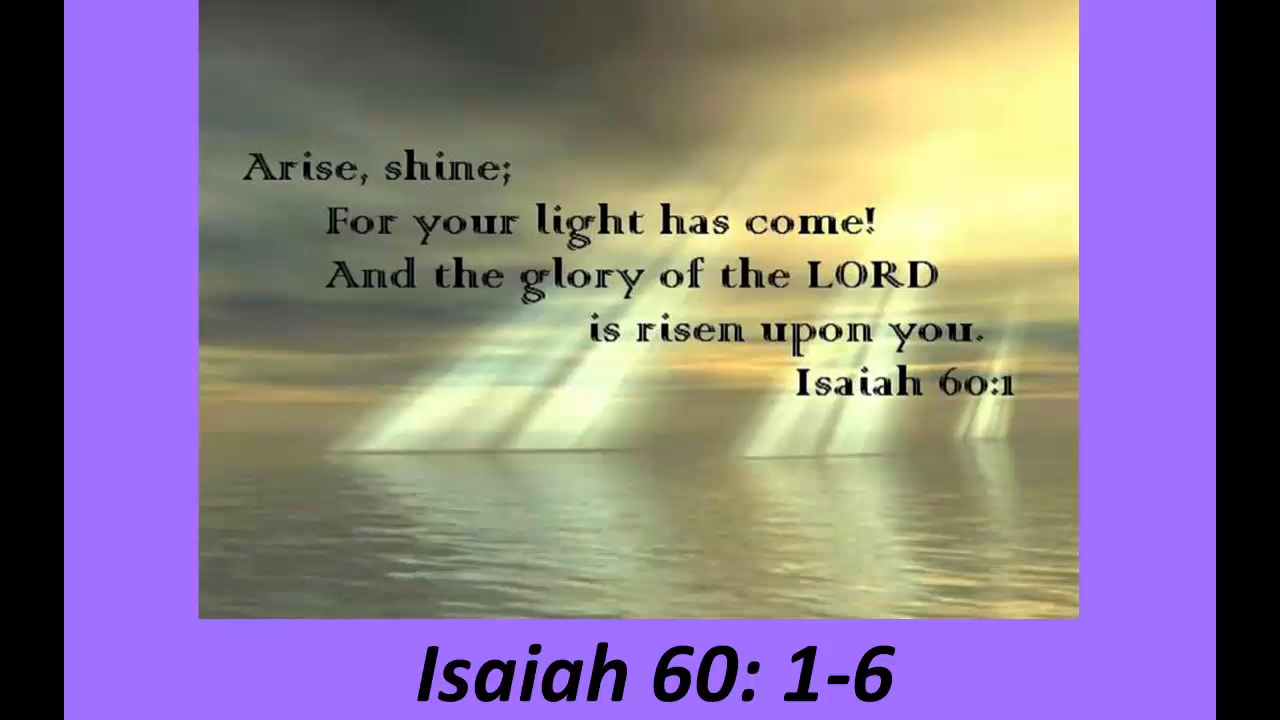 Arise, shine;
For your light has come!
And the glory of the LORD
is risen upon you.
Isaiah 60:1
Isaiah 60: 1-6